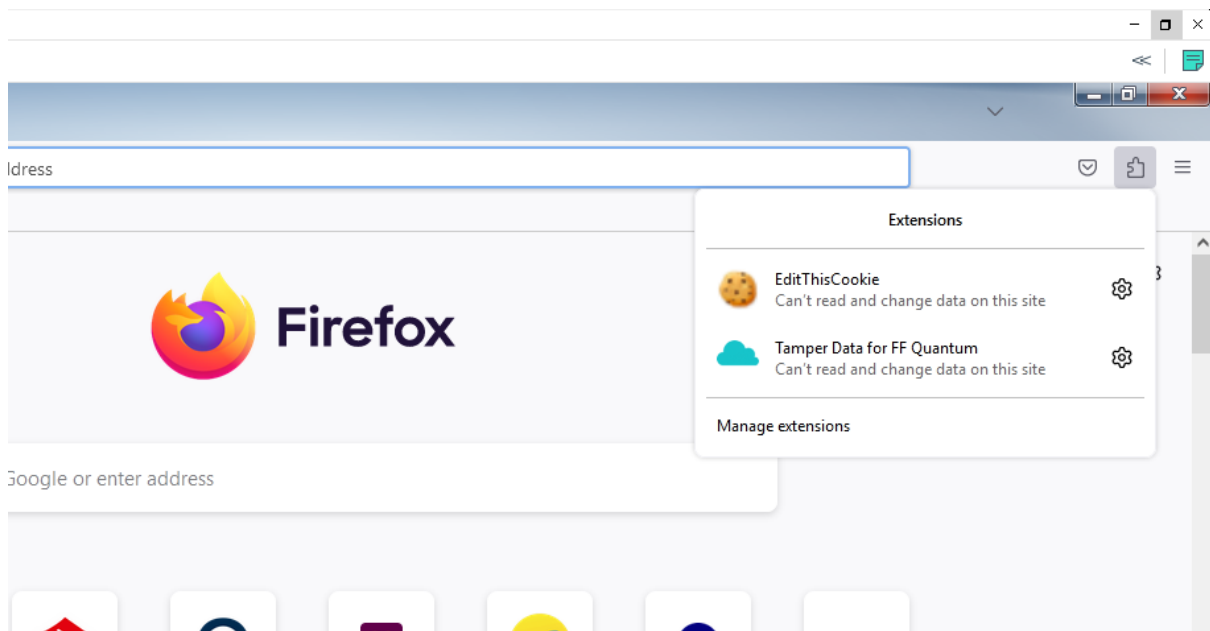 ldress
Extensions
EditThisCookie
Can't read and change data on this site
Tamper Data for FF Quantum
Can't read and change data on this site
Manage extensions
Firefox
Google or enter address